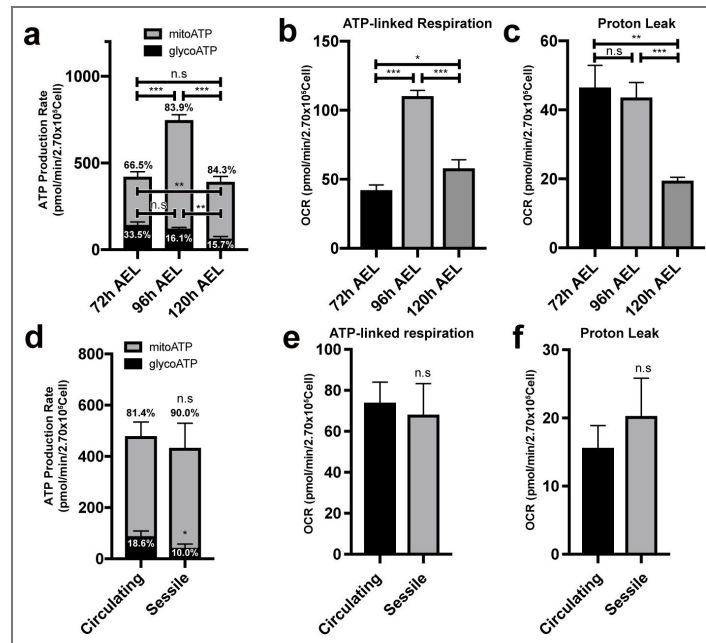 a
mitoATP
glycoATP
ATP Production Rate
(pmol/min/2.70x10⁵Cell)
1000
500
0
n.s
***
***
83.9%
66.5%
84.3%
**
n.s
**
33.5%
16.1%
15.7%
72h AEL
96h AEL
120h AEL
b
ATP-linked Respiration
OCR (pmol/min/2.70x10⁵Cell)
150
100
50
0
*
***
***
72h AEL
96h AEL
120h AEL
c
Proton Leak
OCR (pmol/min/2.70x10⁵Cell)
60
40
20
0
**
n.s
***
72h AEL
96h AEL
120h AEL
d
mitoATP
glycoATP
ATP Production Rate
(pmol/min/2.70x10⁵Cell)
800
600
400
200
0
n.s
81.4%
90.0%
*
18.6%
10.0%
Circulating
Sessile
e
ATP-linked respiration
OCR (pmol/min/2.70x10⁵Cell)
100
80
60
40
20
0
n.s
Circulating
Sessile
f
Proton Leak
OCR (pmol/min/2.70x10⁵Cell)
30
20
10
0
n.s
Circulating
Sessile